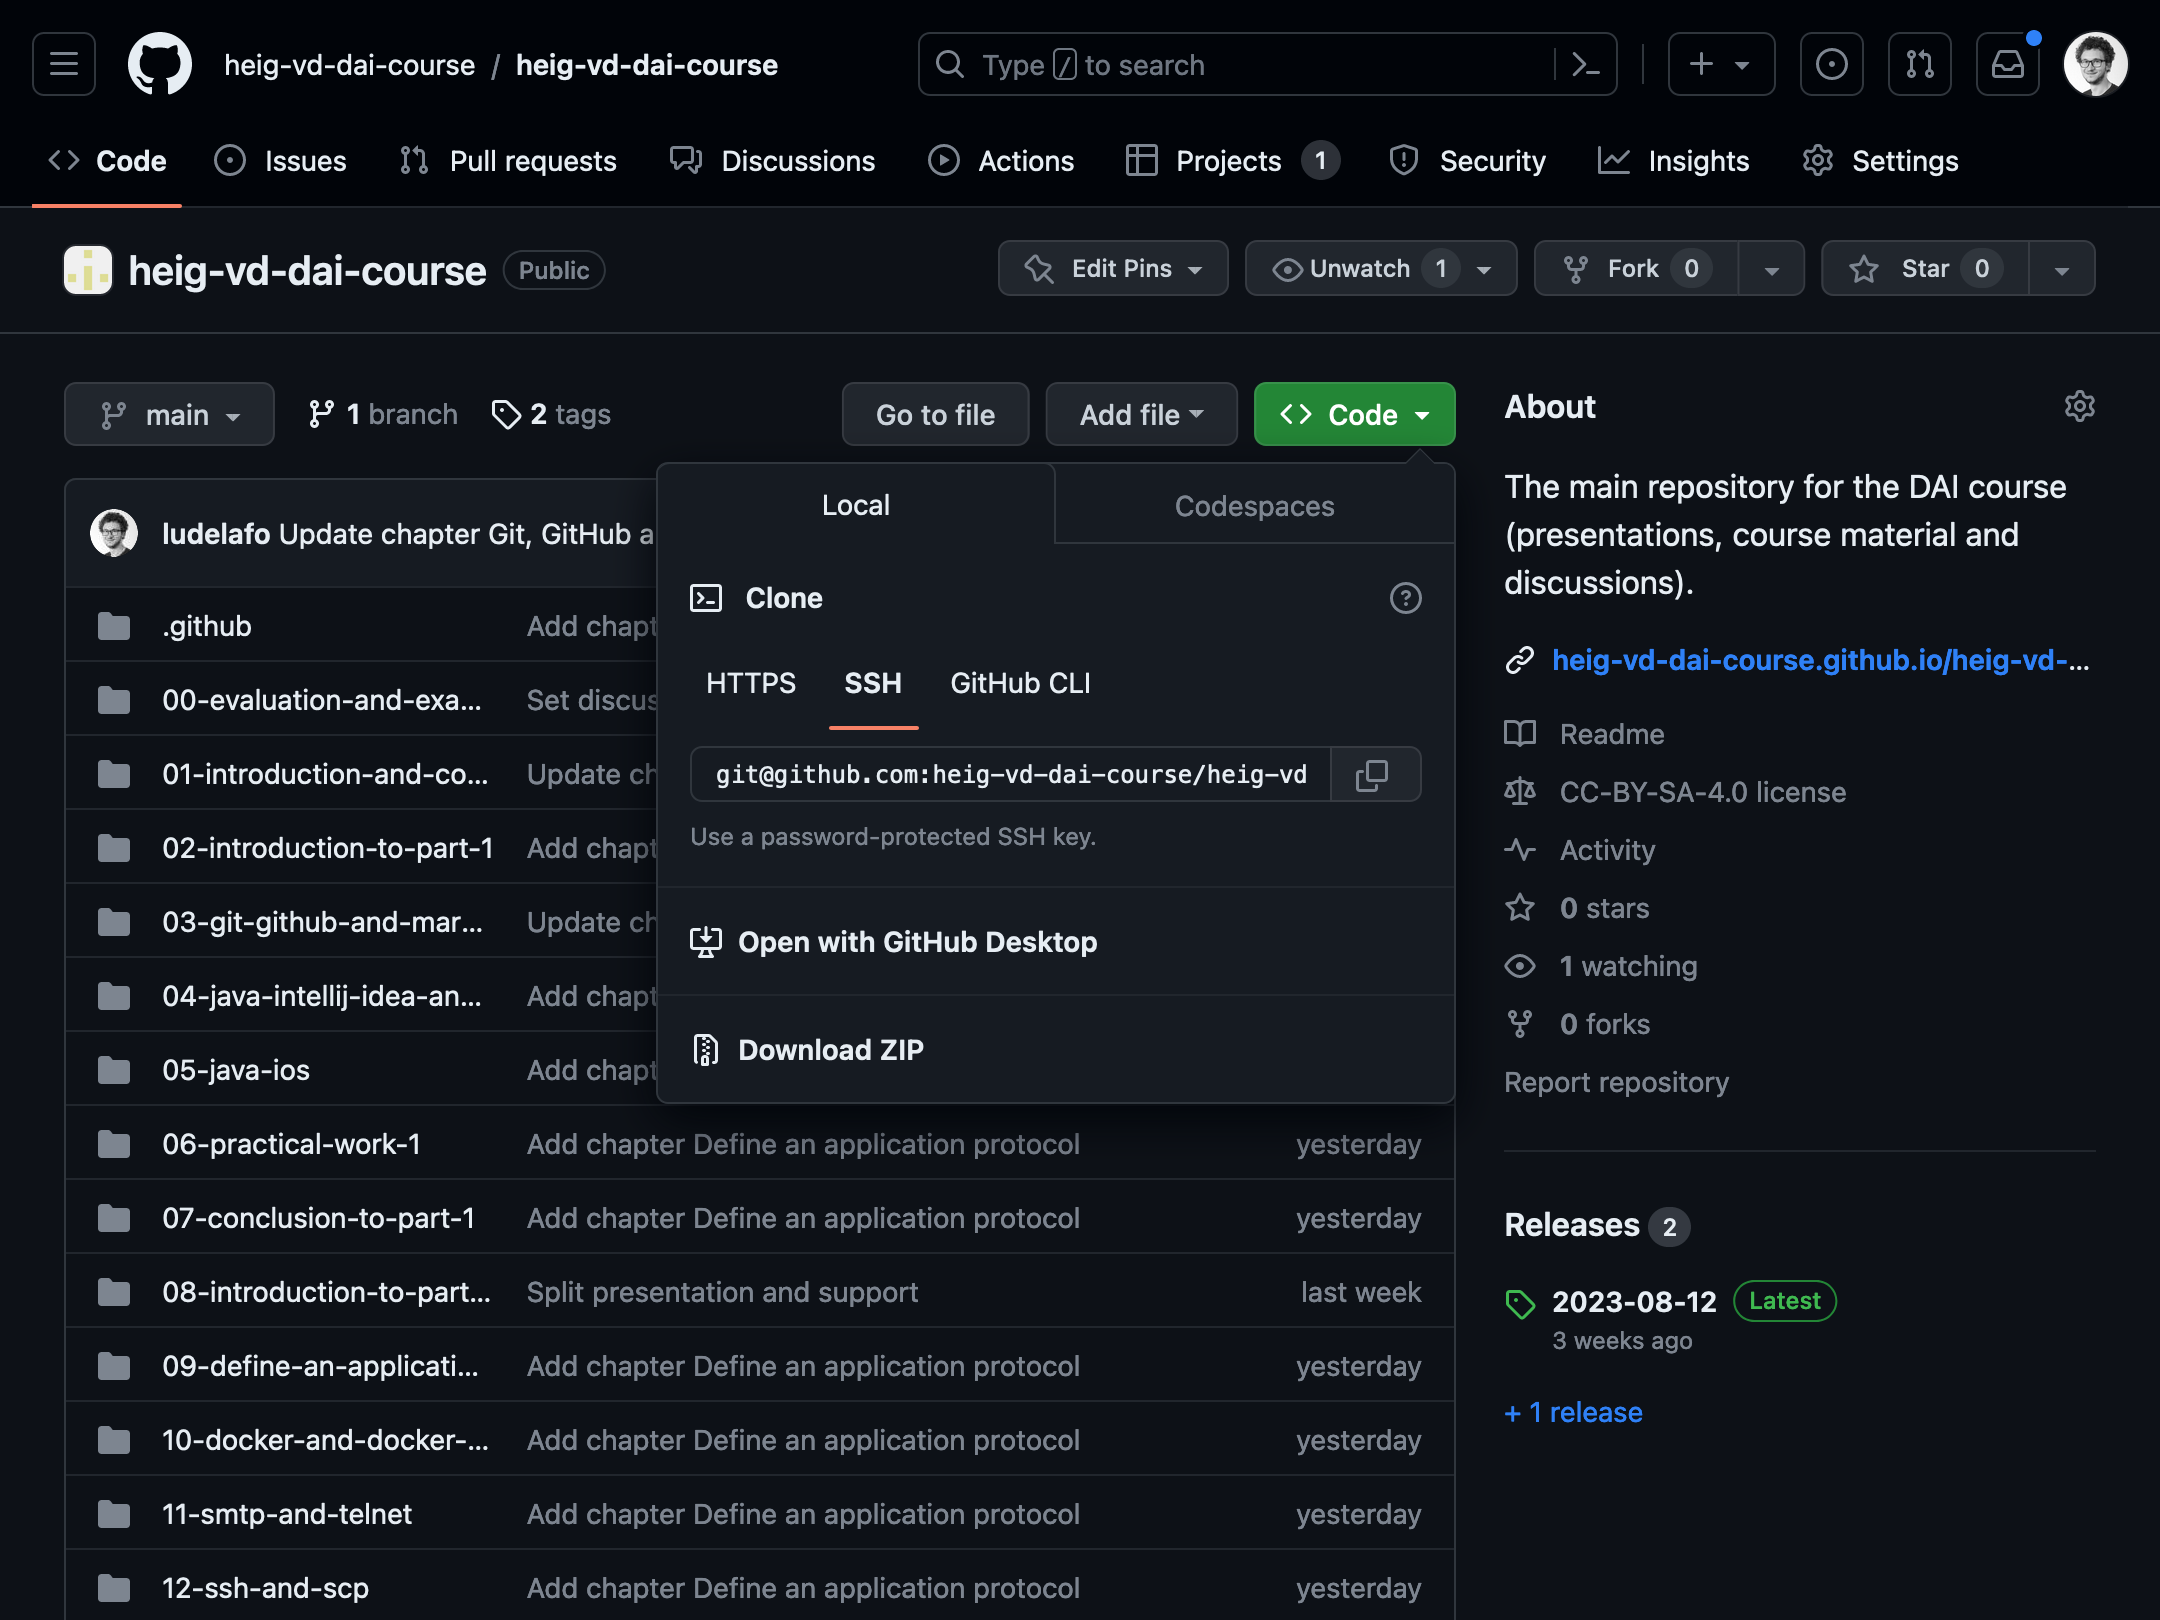 heig-vd-dai-course / heig-vd-dai-course
Type / to search
Code
Issues
Pull requests
Discussions
Actions
Projects 1
Security
Insights
Settings
heig-vd-dai-course Public
Edit Pins
Unwatch 1
Fork 0
Star 0
main
1 branch
2 tags
Go to file
Add file
Code
ludelafo Update chapter Git, GitHub a
.github Add chapt
00-evaluation-and-exa... Set discus
01-introduction-and-co... Update ch
02-introduction-to-part-1 Add chapt
03-git-github-and-mar... Update ch
04-java-intellij-idea-an... Add chapt
05-java-ios Add chapt
06-practical-work-1 Add chapter Define an application protocol yesterday
07-conclusion-to-part-1 Add chapter Define an application protocol yesterday
08-introduction-to-part... Split presentation and support last week
09-define-an-applicati... Add chapter Define an application protocol yesterday
10-docker-and-docker-... Add chapter Define an application protocol yesterday
11-smtp-and-telnet Add chapter Define an application protocol yesterday
12-ssh-and-scp Add chapter Define an application protocol yesterday
Local
Codespaces
Clone
HTTPS
SSH
GitHub CLI
git@github.com:heig-vd-dai-course/heig-vd
Use a password-protected SSH key.
Open with GitHub Desktop
Download ZIP
About
The main repository for the DAI course
(presentations, course material and
discussions).
heig-vd-dai-course.github.io/heig-vd-...
Readme
CC-BY-SA-4.0 license
Activity
0 stars
1 watching
0 forks
Report repository
Releases 2
2023-08-12 Latest
3 weeks ago
+ 1 release